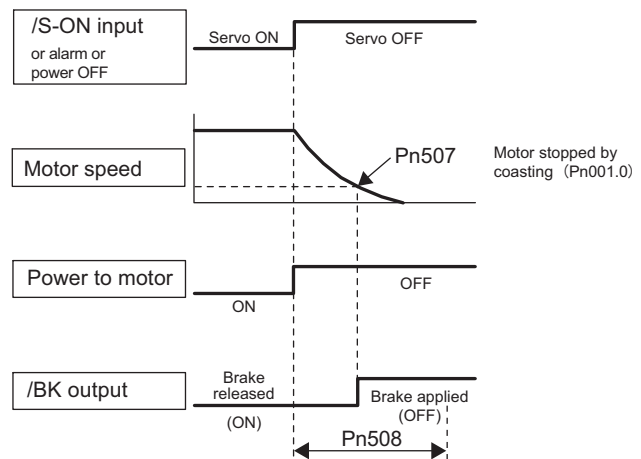 /S-ON input
or alarm or
power OFF
Servo ON
Servo OFF
Motor speed
Pn507
Motor stopped by
coasting (Pn001.0)
Power to motor
ON
OFF
/BK output
Brake
released
(ON)
Brake applied
(OFF)
Pn508